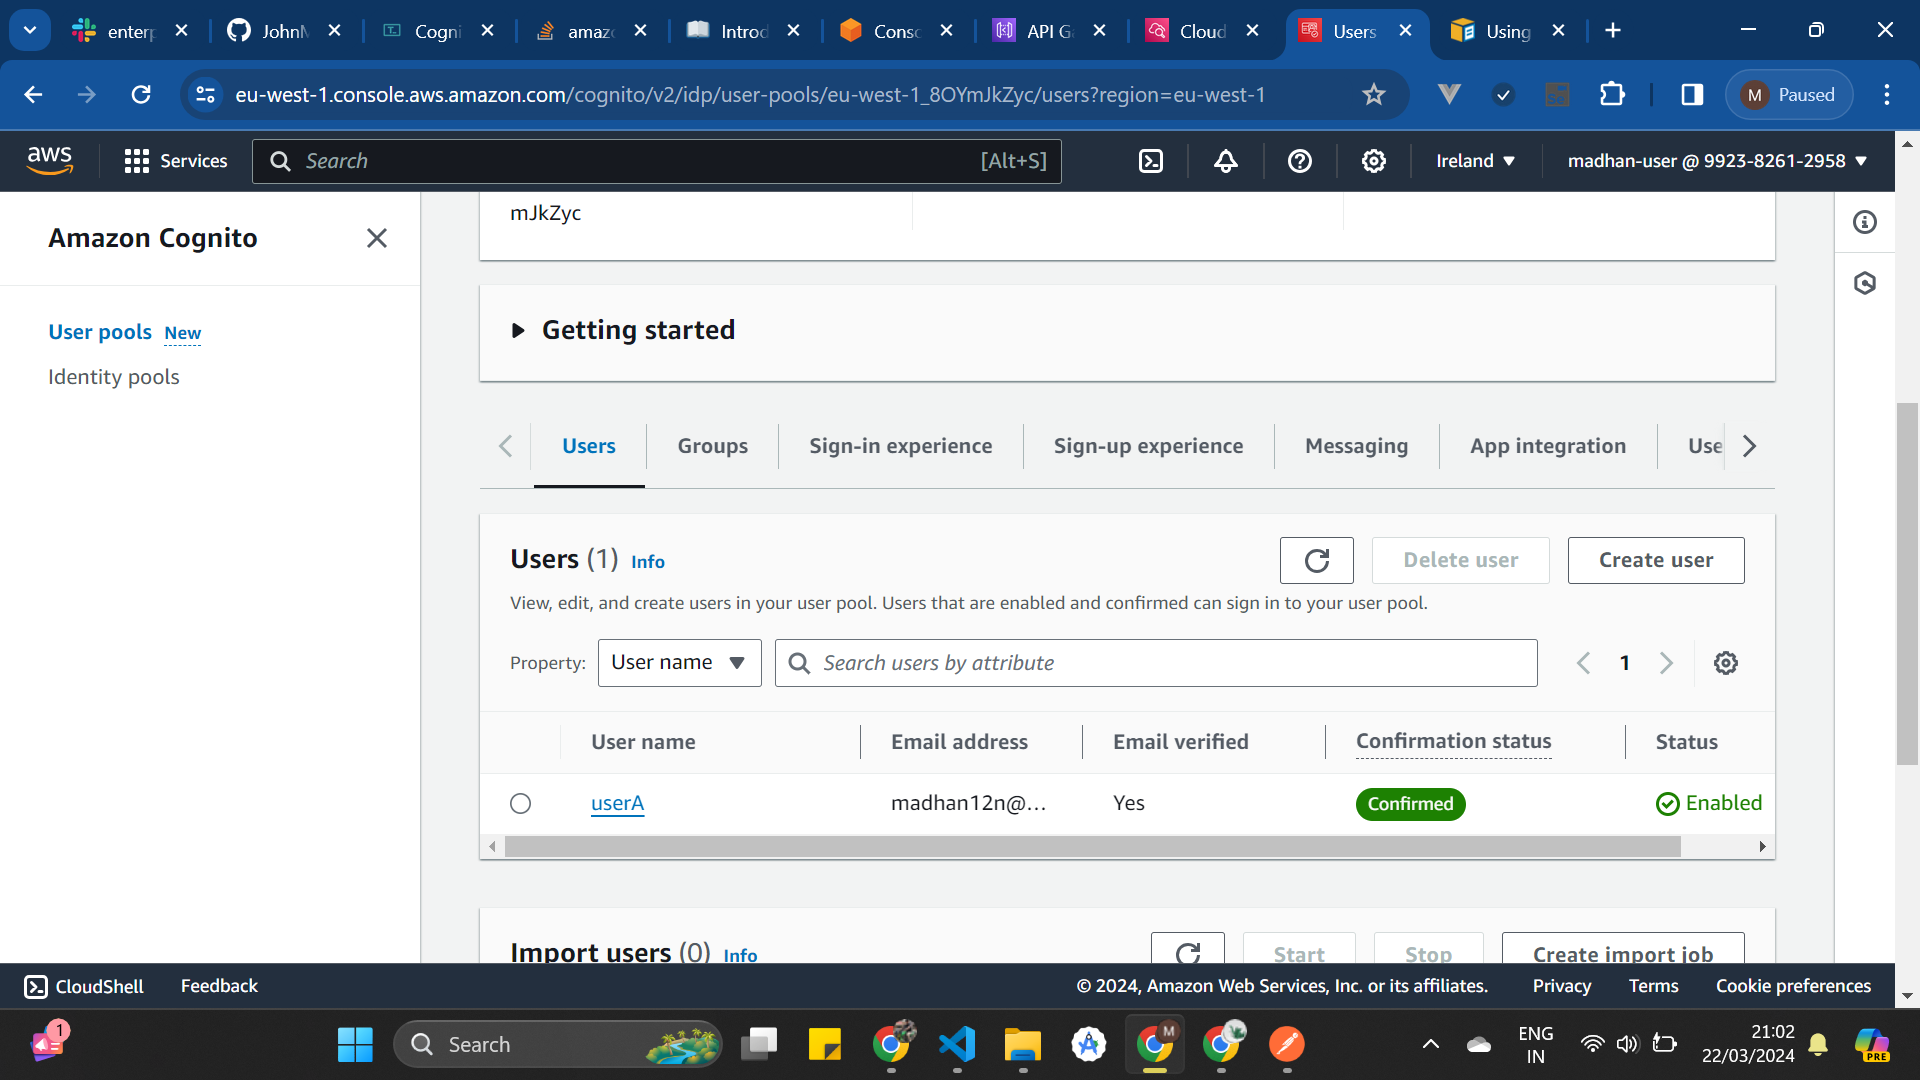 enter
JohnM
Cogni
amazo
Introd
Conso
API G
Cloud
Users
Using
eu-west-1.console.aws.amazon.com/cognito/v2/idp/user-pools/eu-west-1_8OYmJkZyc/users?region=eu-west-1
M Paused
aws
Services
Search [Alt+S]
Ireland
madhan-user @ 9923-8261-2958
Amazon Cognito
User pools New
Identity pools
mJkZyc
Getting started
Users
Groups
Sign-in experience
Sign-up experience
Messaging
App integration
Use
Users (1) Info
Delete user
Create user
View, edit, and create users in your user pool. Users that are enabled and confirmed can sign in to your user pool.
Property: User name
Search users by attribute
1
User name Email address Email verified Confirmation status Status
userA madhan12n@... Yes Confirmed Enabled
Import users (0) Info
Start
Stop
Create import job
CloudShell
Feedback
© 2024, Amazon Web Services, Inc. or its affiliates.
Privacy
Terms
Cookie preferences
1
Search
M
ENG
IN
21:02
22/03/2024
PRE